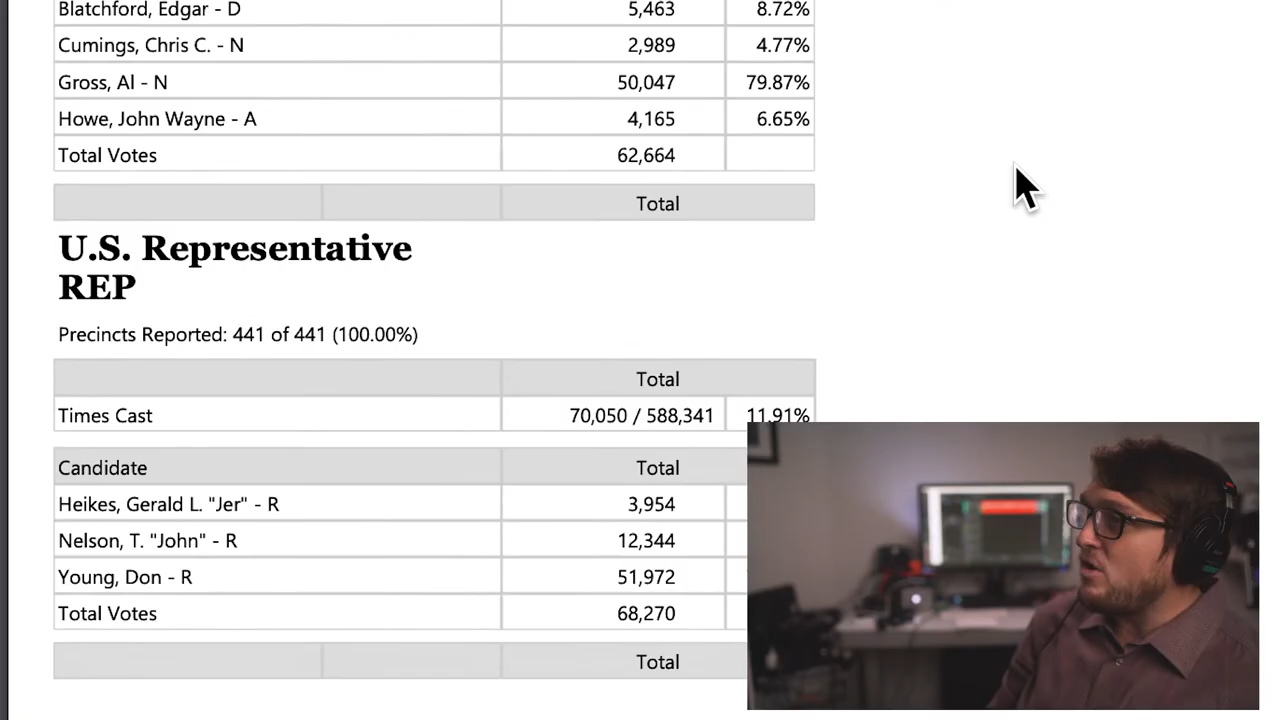 Blatchford, Edgar - D 5,463 8.72%
Cumings, Chris C. - N 2,989 4.77%
Gross, Al - N 50,047 79.87%
Howe, John Wayne - A 4,165 6.65%
Total Votes 62,664
Total
U.S. Representative
REP
Precincts Reported: 441 of 441 (100.00%)
Total
Times Cast 70,050 / 588,341 11.91%
Candidate Total
Heikes, Gerald L. "Jer" - R 3,954
Nelson, T. "John" - R 12,344
Young, Don - R 51,972
Total Votes 68,270
Total